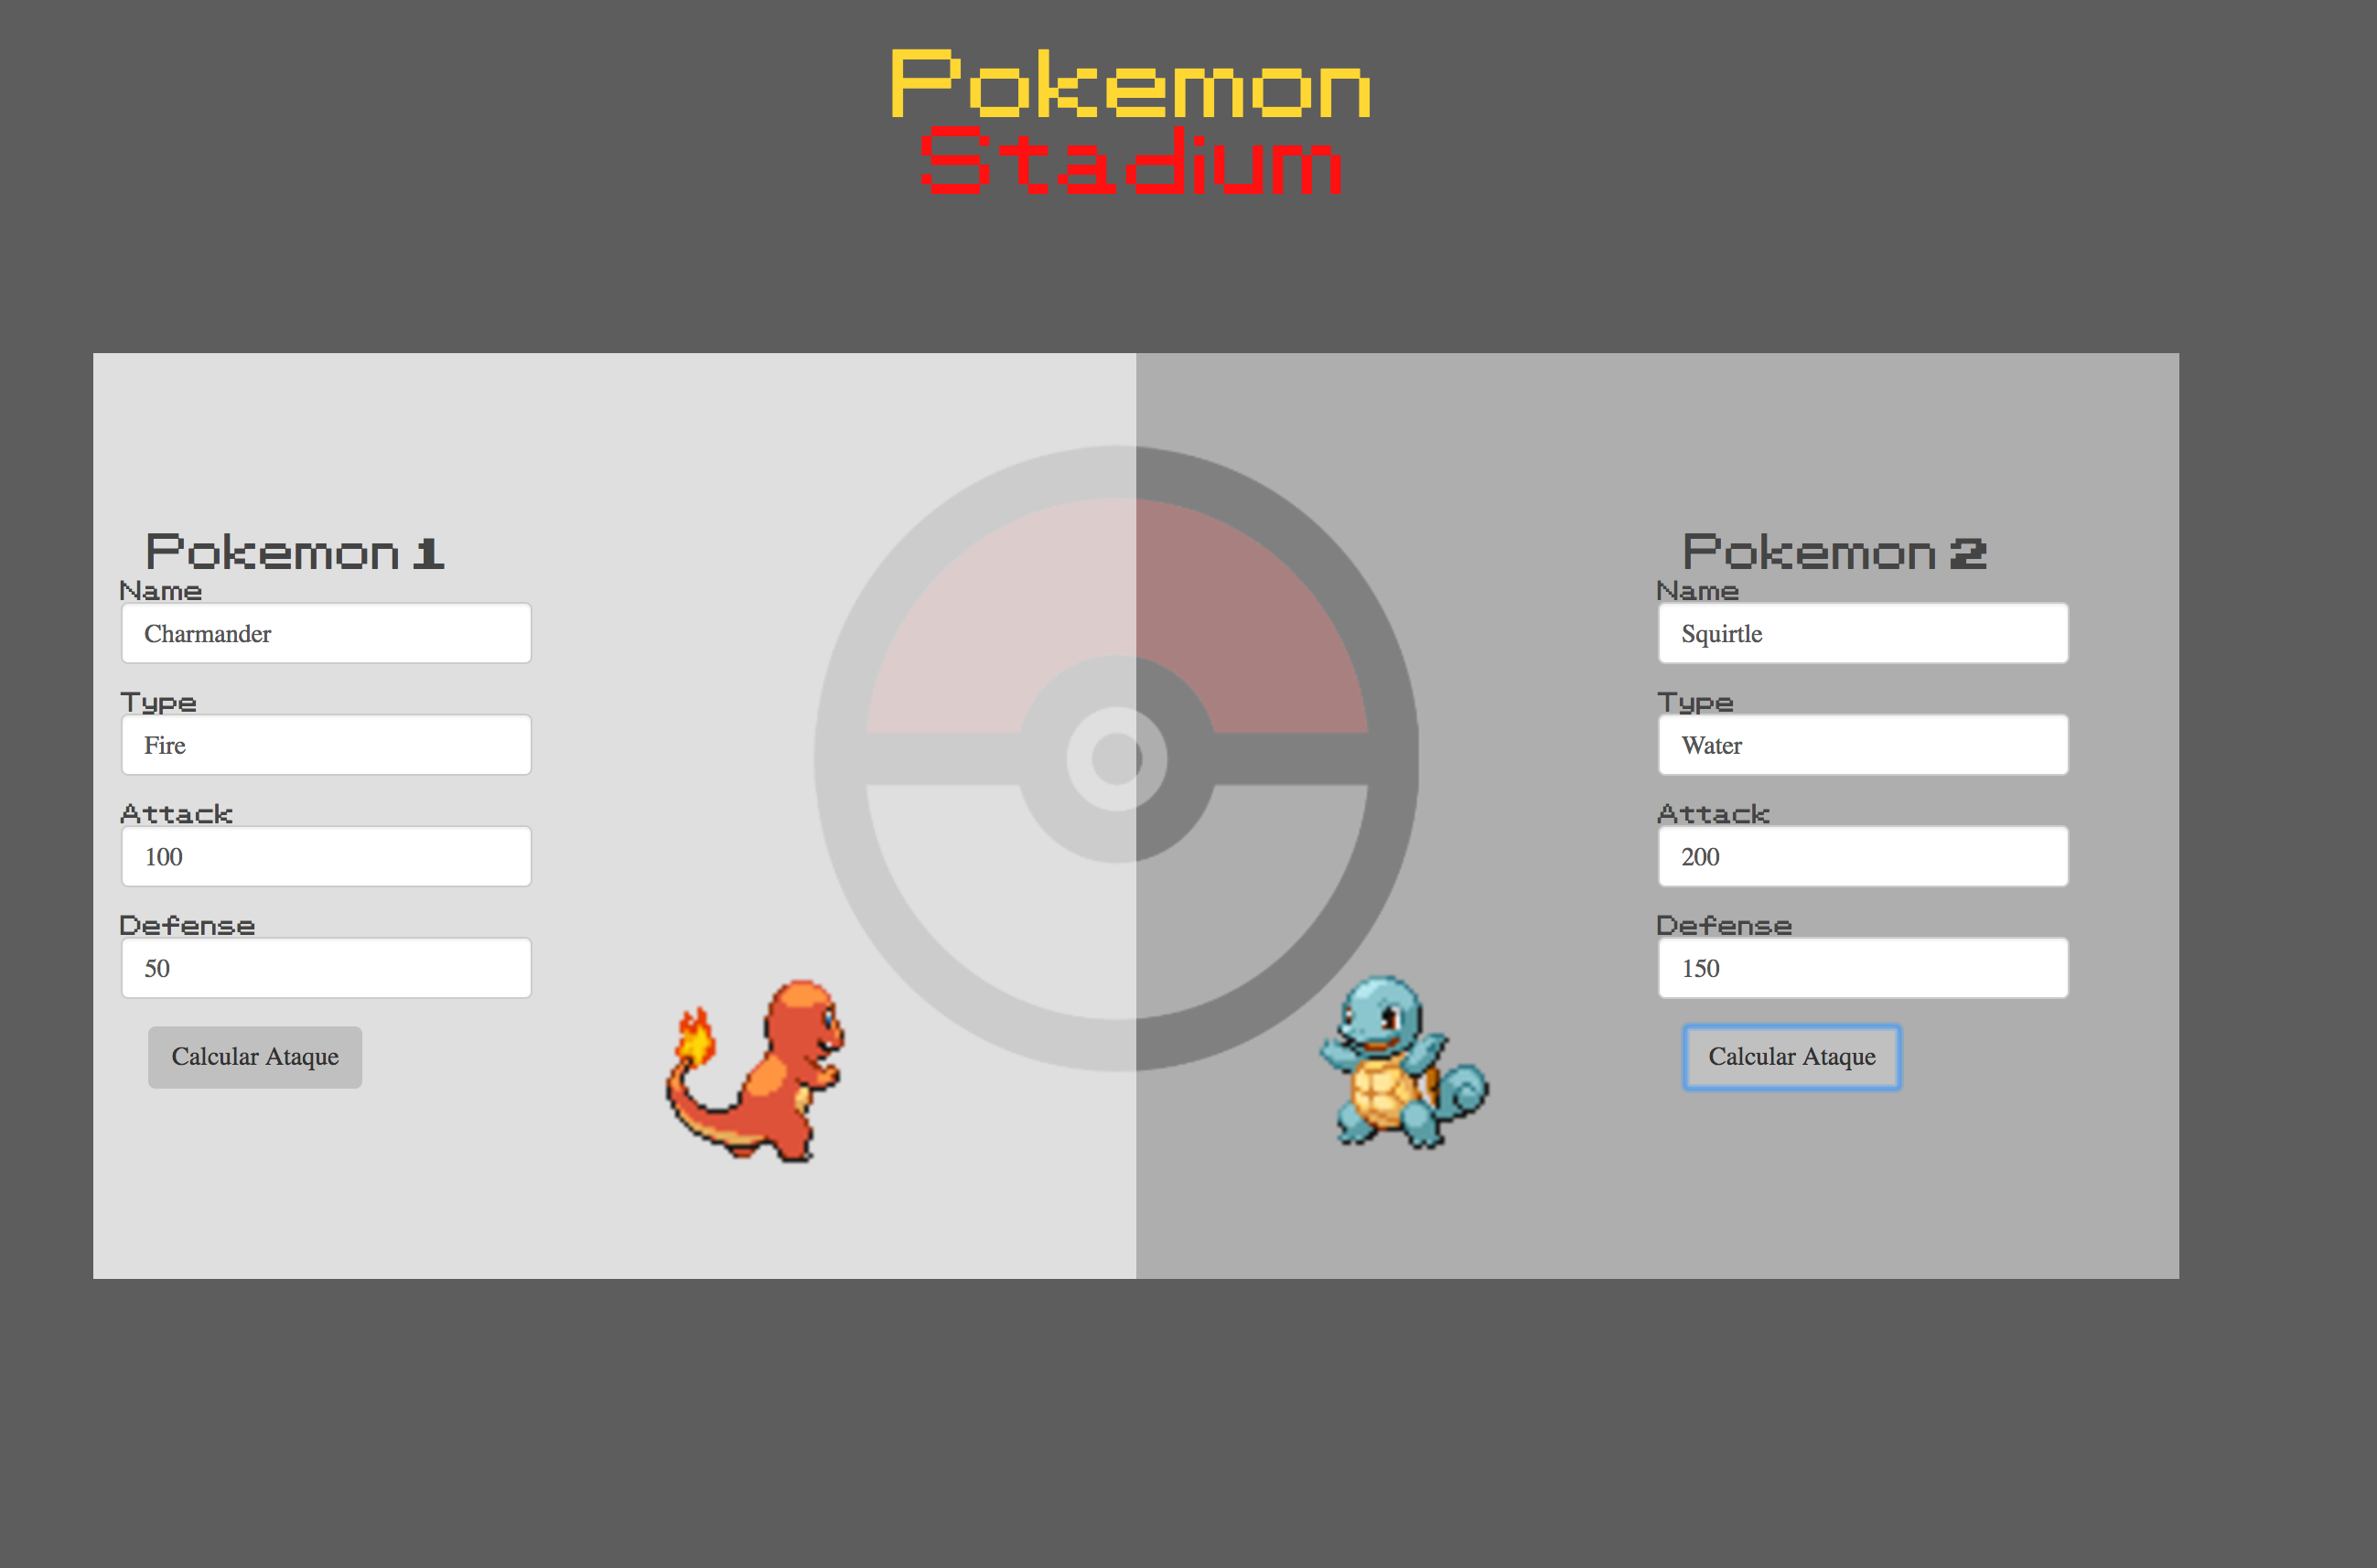 Pokemon
Stadium
Pokemon 1
Name
Charmander
Type
Fire
Attack
100
Defense
50
Calcular Ataque
Pokemon 2
Name
Squirtle
Type
Water
Attack
200
Defense
150
Calcular Ataque